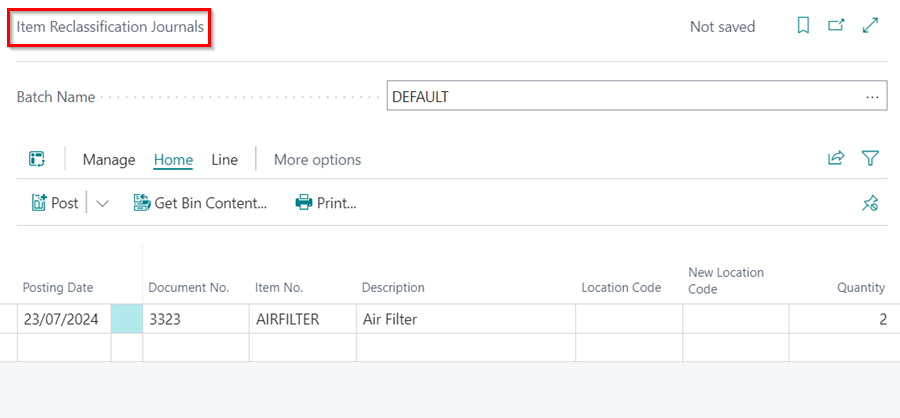 Item Reclassification Journals
Not saved
Batch Name
DEFAULT
Manage Home Line More options
Post Get Bin Content... Print...
Posting Date Document No. Item No. Description Location Code New Location Code Quantity
23/07/2024 3323 AIRFILTER Air Filter 2